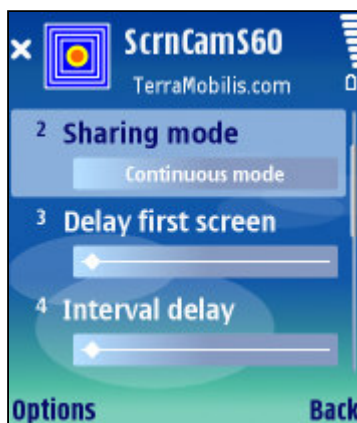 ScrnCamS60
TerraMobilis.com
2 Sharing mode
Continuous mode
3 Delay first screen
4 Interval delay
Options Back